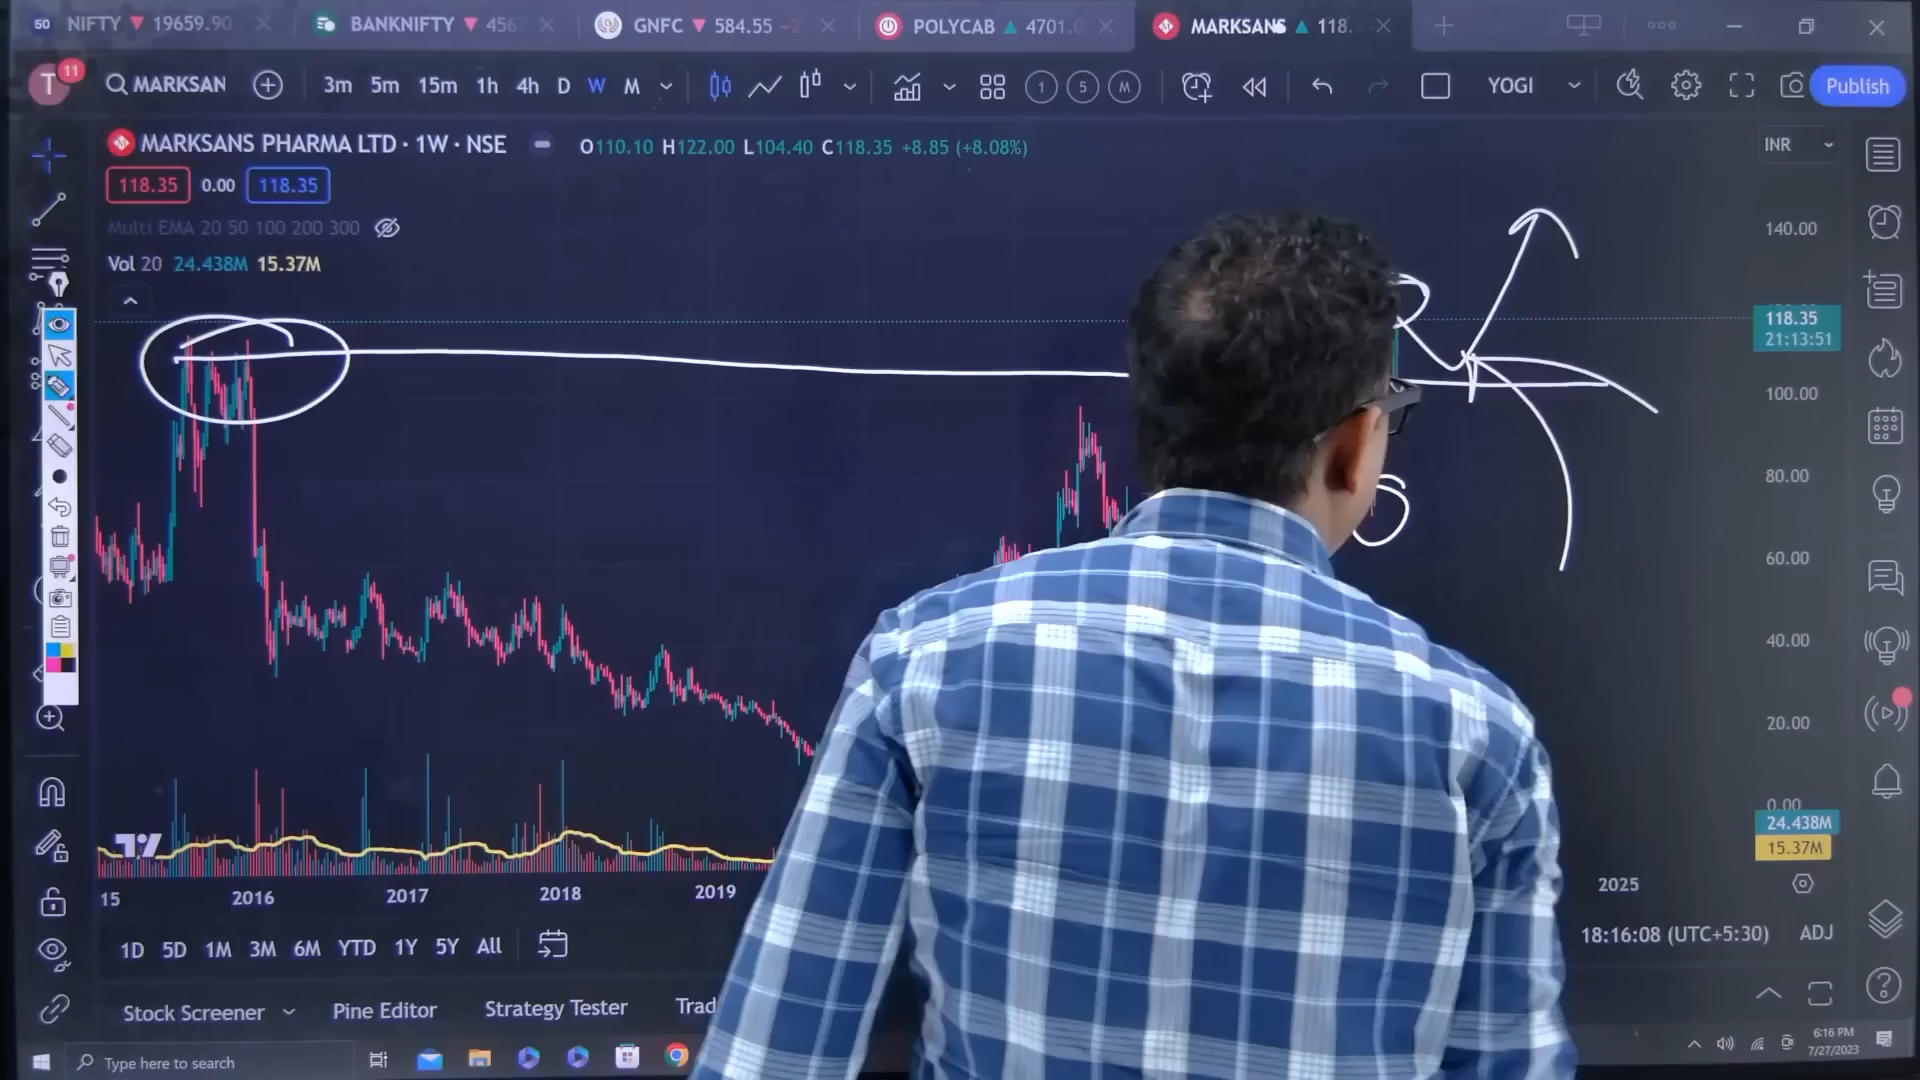 50 NIFTY ▼ 19659.90
BANKNIFTY ▼ 456
GNFC ▼ 584.55 -2
POLYCAB ▲ 4701.0
MARKSANS ▲ 118.
T 11
MARKSAN
3m 5m 15m 1h 4h D W M
1 5 M
YOGI
Publish
MARKSANS PHARMA LTD · 1W · NSE
O110.10 H122.00 L104.40 C118.35 +8.85 (+8.08%)
INR
118.35 0.00 118.35
Multi EMA 20 50 100 200 300
Vol 20 24.438M 15.37M
140.00
118.35
21:13:51
100.00
80.00
60.00
40.00
20.00
0.00
24.438M
15.37M
R
S
15 2016 2017 2018 2019 2025
1D 5D 1M 3M 6M YTD 1Y 5Y All
18:16:08 (UTC+5:30) ADJ
Stock Screener Pine Editor Strategy Tester Trad
Type here to search
6:16 PM
7/27/2023